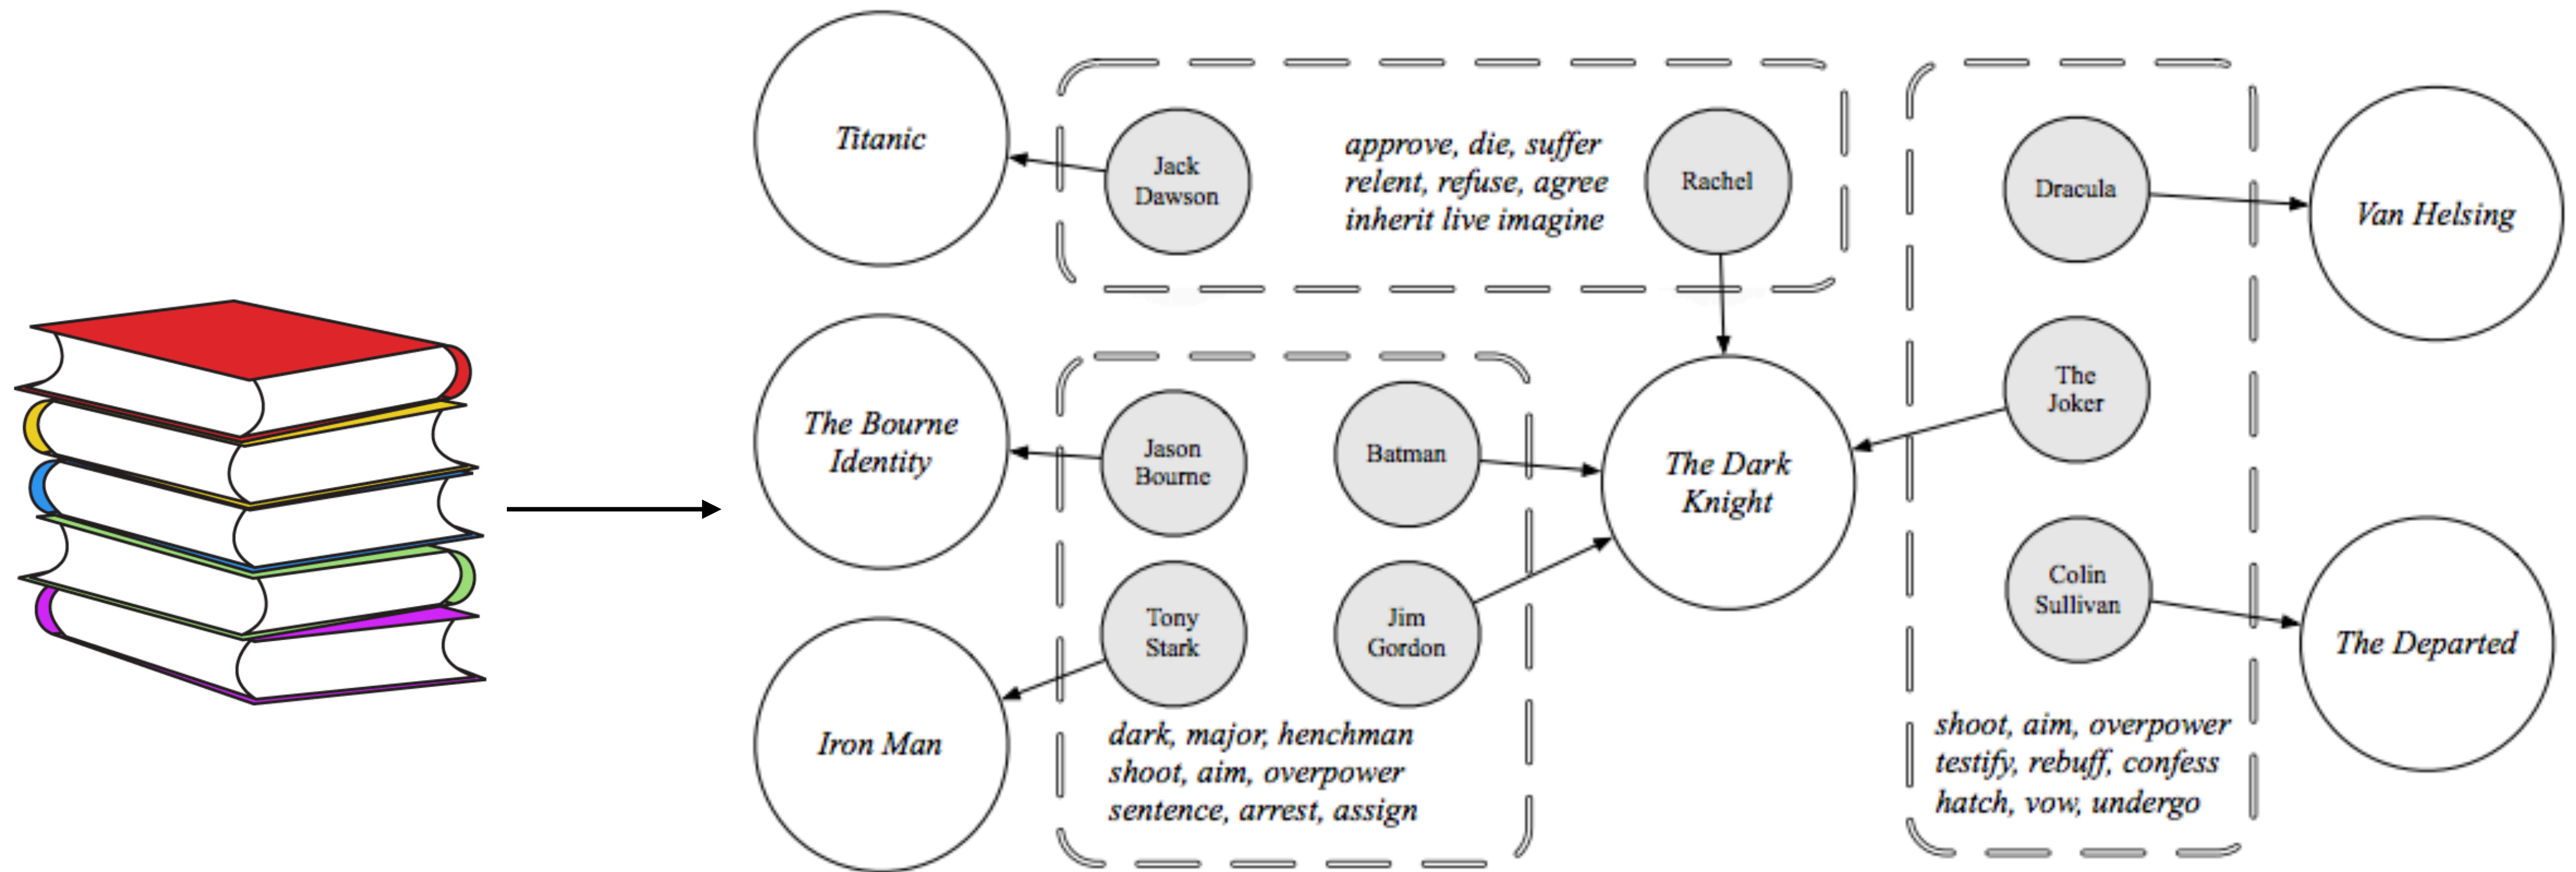 Titanic
Jack
Dawson
approve, die, suffer
relent, refuse, agree
inherit live imagine
Rachel
Dracula
Van Helsing
The Bourne
Identity
Jason
Bourne
Batman
The Dark
Knight
The
Joker
Iron Man
Tony
Stark
Jim
Gordon
dark, major, henchman
shoot, aim, overpower
sentence, arrest, assign
Colin
Sullivan
The Departed
shoot, aim, overpower
testify, rebuff, confess
hatch, vow, undergo